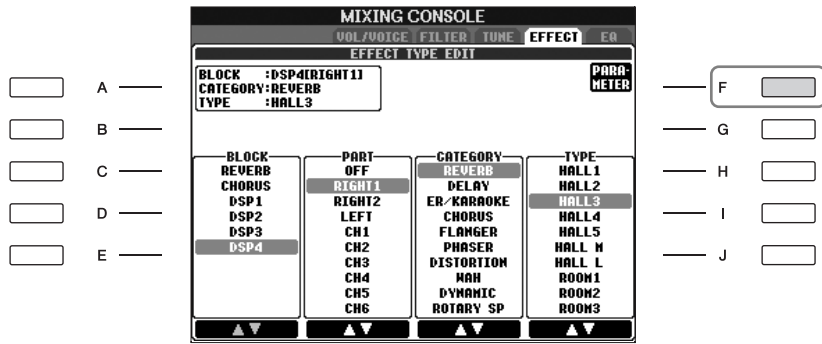 MIXING CONSOLE
VOL/VOICE FILTER TUNE EFFECT EQ
EFFECT TYPE EDIT
BLOCK :DSP4[RIGHT1]
CATEGORY:REVERB
TYPE :HALL3
PARA-
METER
A
B
C
D
E
F
G
H
I
J
BLOCK
REVERB
CHORUS
DSP1
DSP2
DSP3
DSP4
PART
OFF
RIGHT1
RIGHT2
LEFT
CH1
CH2
CH3
CH4
CH5
CH6
CATEGORY
REVERB
DELAY
ER/KARAOKE
CHORUS
FLANGER
PHASER
DISTORTION
WAH
DYNAMIC
ROTARY SP
TYPE
HALL1
HALL2
HALL3
HALL4
HALL5
HALL M
HALL L
ROOM1
ROOM2
ROOM3